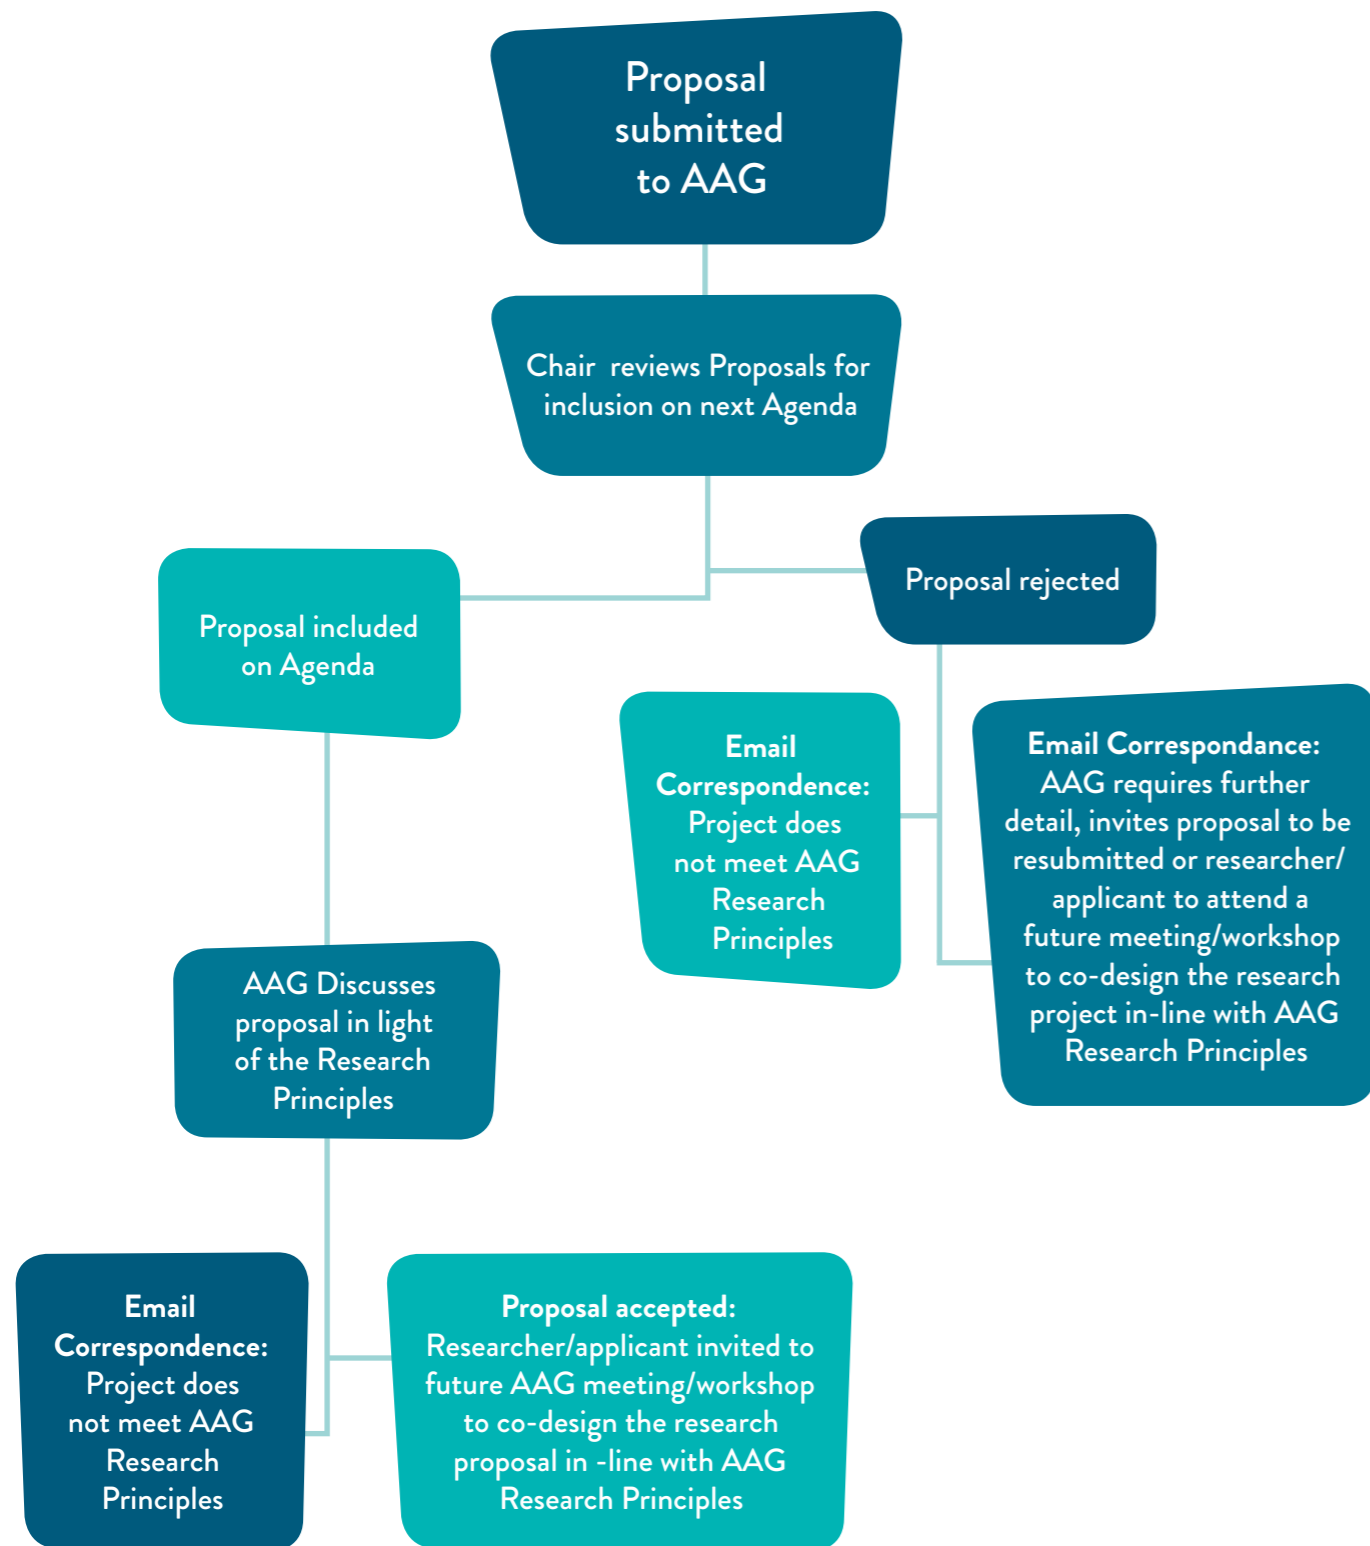 Proposal
submitted
to AAG
Chair reviews Proposals for
inclusion on next Agenda
Proposal rejected
Proposal included
on Agenda
Email
Correspondence:
Project does
not meet AAG
Research
Principles
Email Correspondance:
AAG requires further
detail, invites proposal to be
resubmitted or researcher/
applicant to attend a
future meeting/workshop
to co-design the research
project in-line with AAG
Research Principles
AAG Discusses
proposal in light
of the Research
Principles
Email
Correspondence:
Project does
not meet AAG
Research
Principles
Proposal accepted:
Researcher/applicant invited to
future AAG meeting/workshop
to co-design the research
proposal in -line with AAG
Research Principles